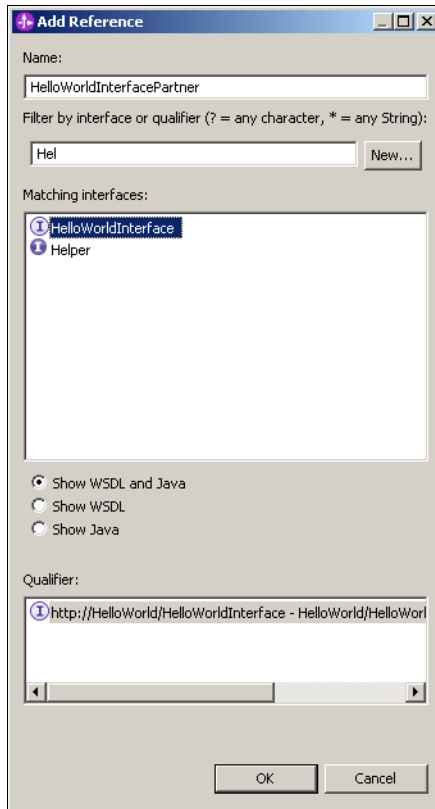 Add Reference
Name:
HelloWorldInterfacePartner
Filter by interface or qualifier (? = any character, * = any String):
Hel
New...
Matching interfaces:
HelloWorldInterface
Helper
Show WSDL and Java
Show WSDL
Show Java
Qualifier:
http://HelloWorld/HelloWorldInterface - HelloWorld/HelloWorl
OK Cancel